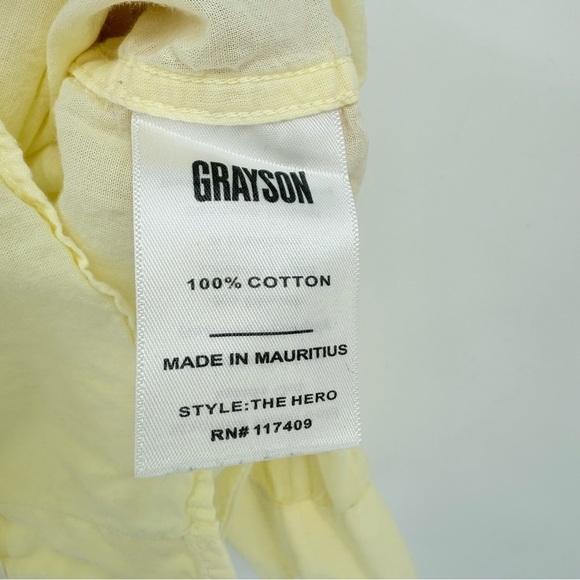 GRAYSON
100% COTTON
MADE IN MAURITIUS
STYLE:THE HERO
RN# 117409